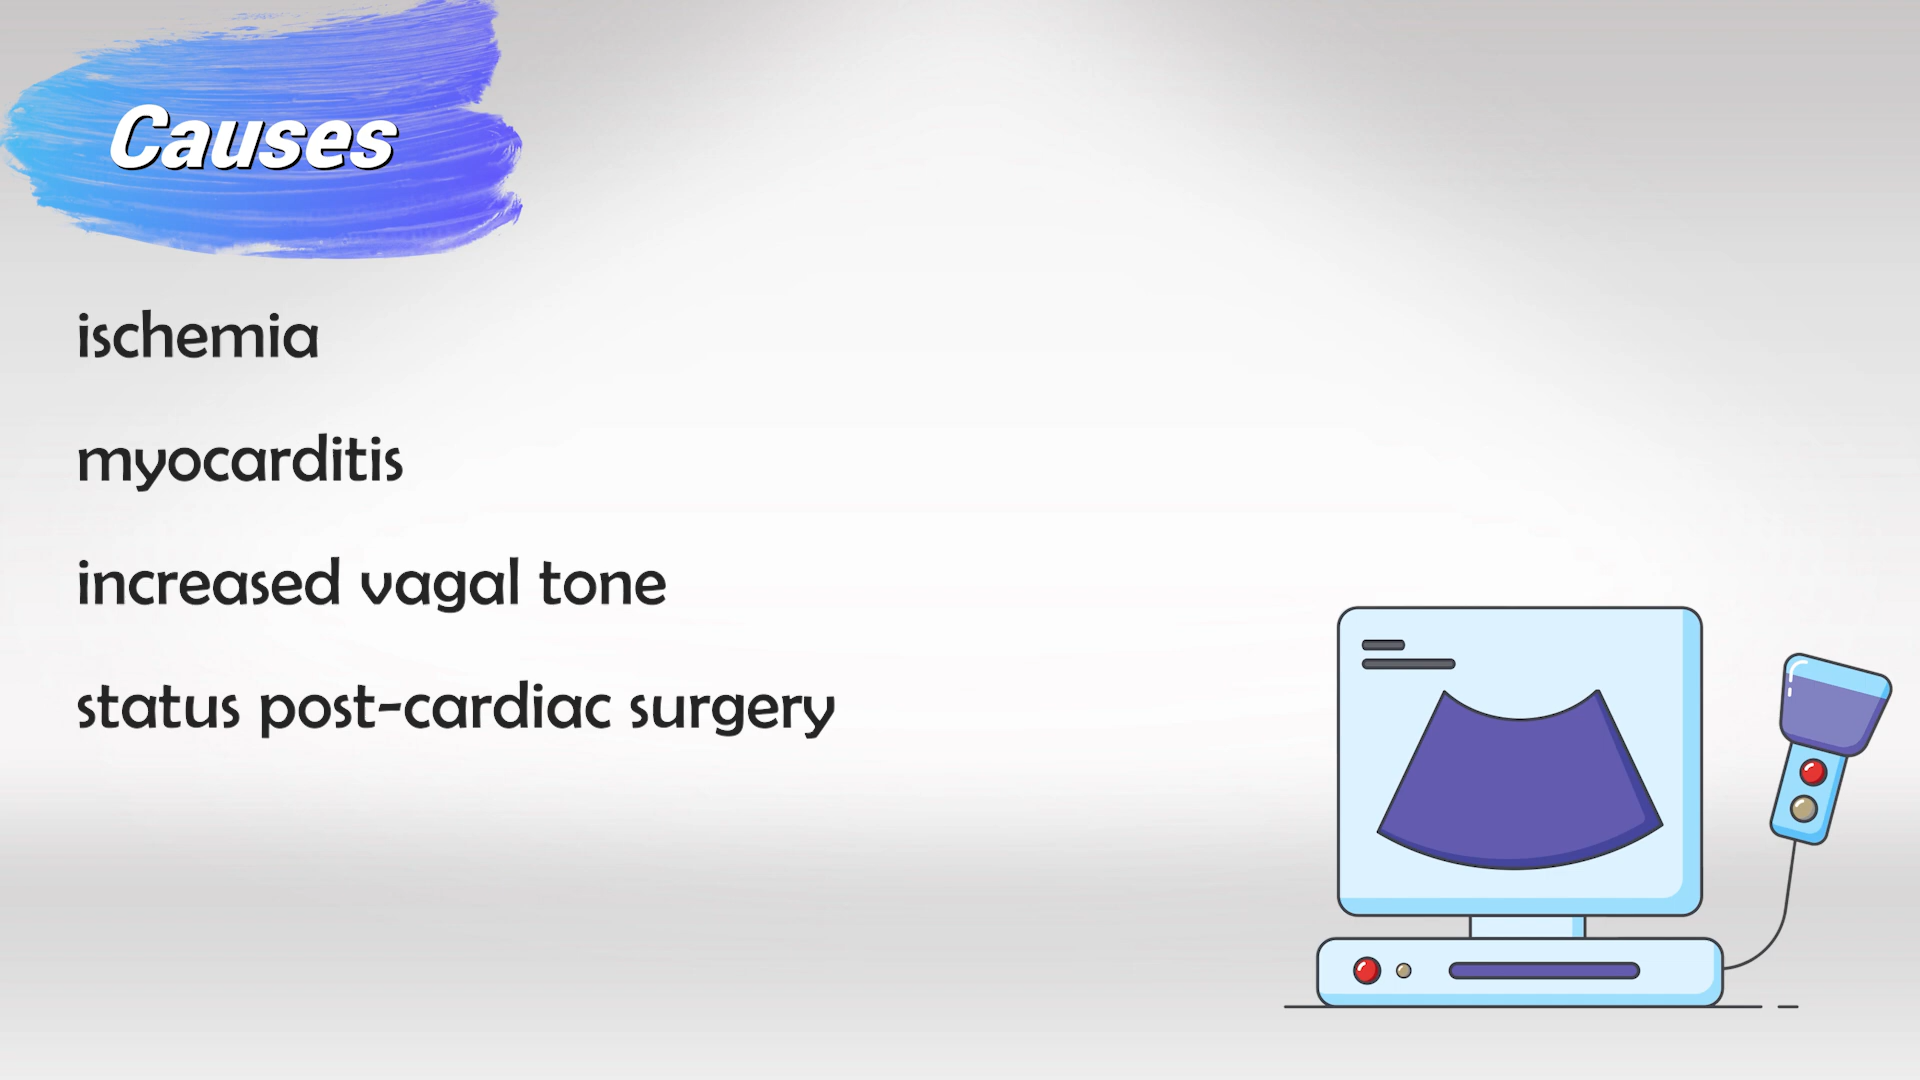 Causes
ischemia
myocarditis
increased vagal tone
status post-cardiac surgery